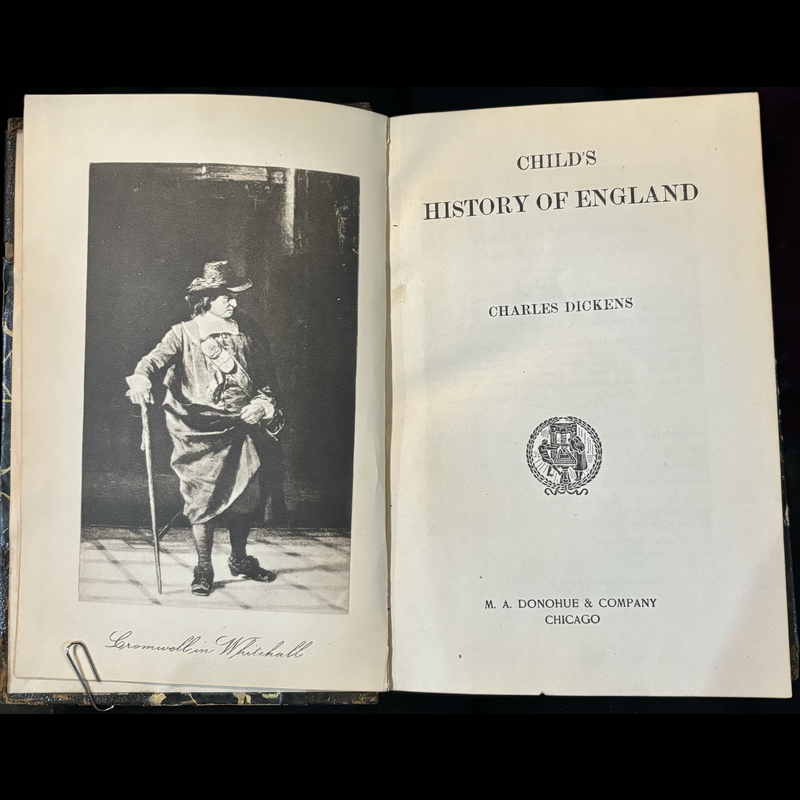 Cromwell in Whitehall
CHILD'S
HISTORY OF ENGLAND
CHARLES DICKENS
M. A. DONOHUE & COMPANY
CHICAGO